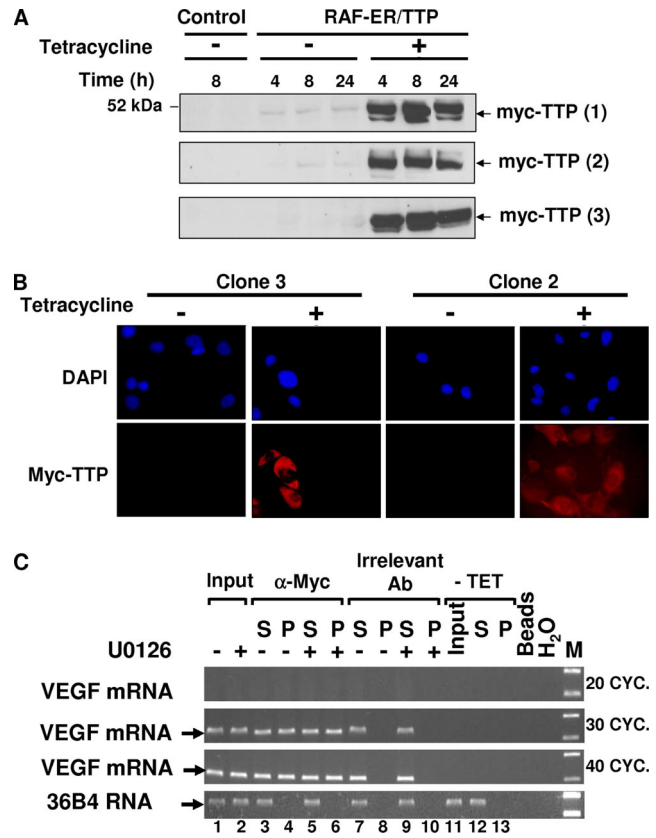 A
Control RAF-ER/TTP
Tetracycline - - +
Time (h) 8 4 8 24 4 8 24
52 kDa myc-TTP (1)
myc-TTP (2)
myc-TTP (3)
B
Clone 3 Clone 2
Tetracycline - + - +
DAPI
Myc-TTP
C
Input α-Myc Irrelevant Ab - TET
S P S P S P S P Input S P Beads H₂O M
U0126 - + - - + + - - + +
VEGF mRNA 20 CYC.
VEGF mRNA 30 CYC.
VEGF mRNA 40 CYC.
36B4 RNA
1 2 3 4 5 6 7 8 9 10 11 12 13